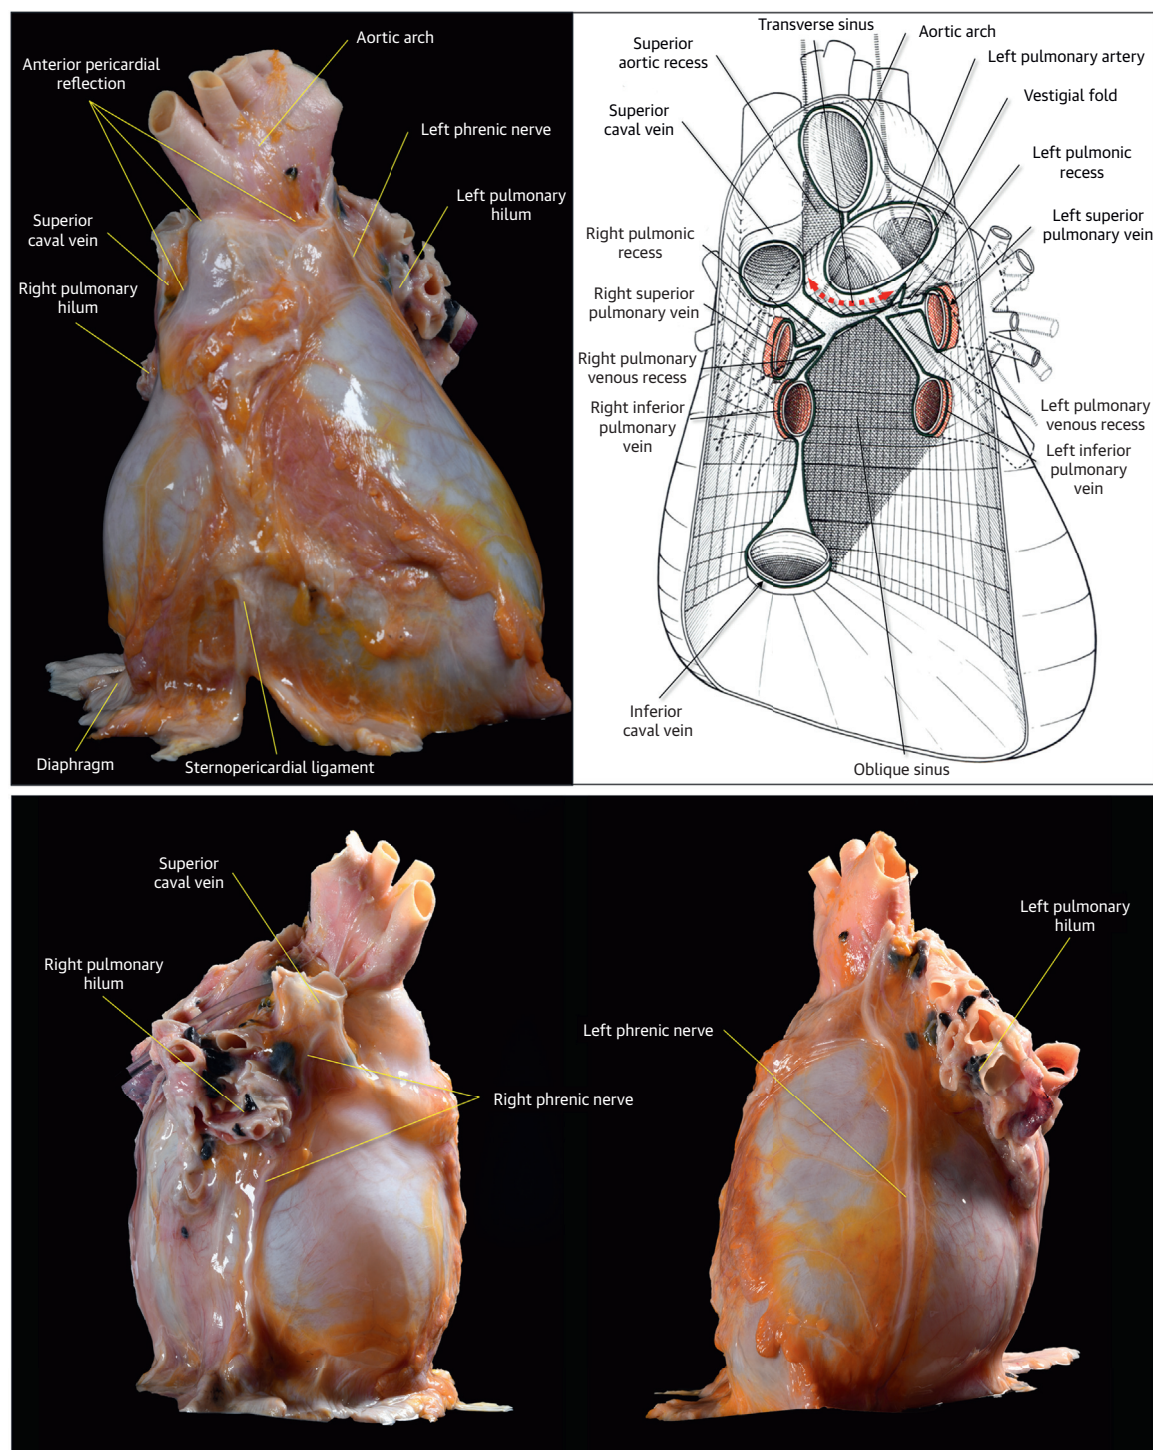 Aortic arch
Anterior pericardial
reflection
Left phrenic nerve
Left pulmonary
hilum
Superior
caval vein
Right pulmonary
hilum
Diaphragm
Sternopericardial ligament
Transverse sinus
Aortic arch
Superior
aortic recess
Left pulmonary artery
Vestigial fold
Superior
caval vein
Left pulmonic
recess
Left superior
pulmonary vein
Right pulmonic
recess
Right superior
pulmonary vein
Right pulmonary
venous recess
Right inferior
pulmonary
vein
Left pulmonary
venous recess
Left inferior
pulmonary
vein
Inferior
caval vein
Oblique sinus
Superior
caval vein
Right pulmonary
hilum
Right phrenic nerve
Left pulmonary
hilum
Left phrenic nerve